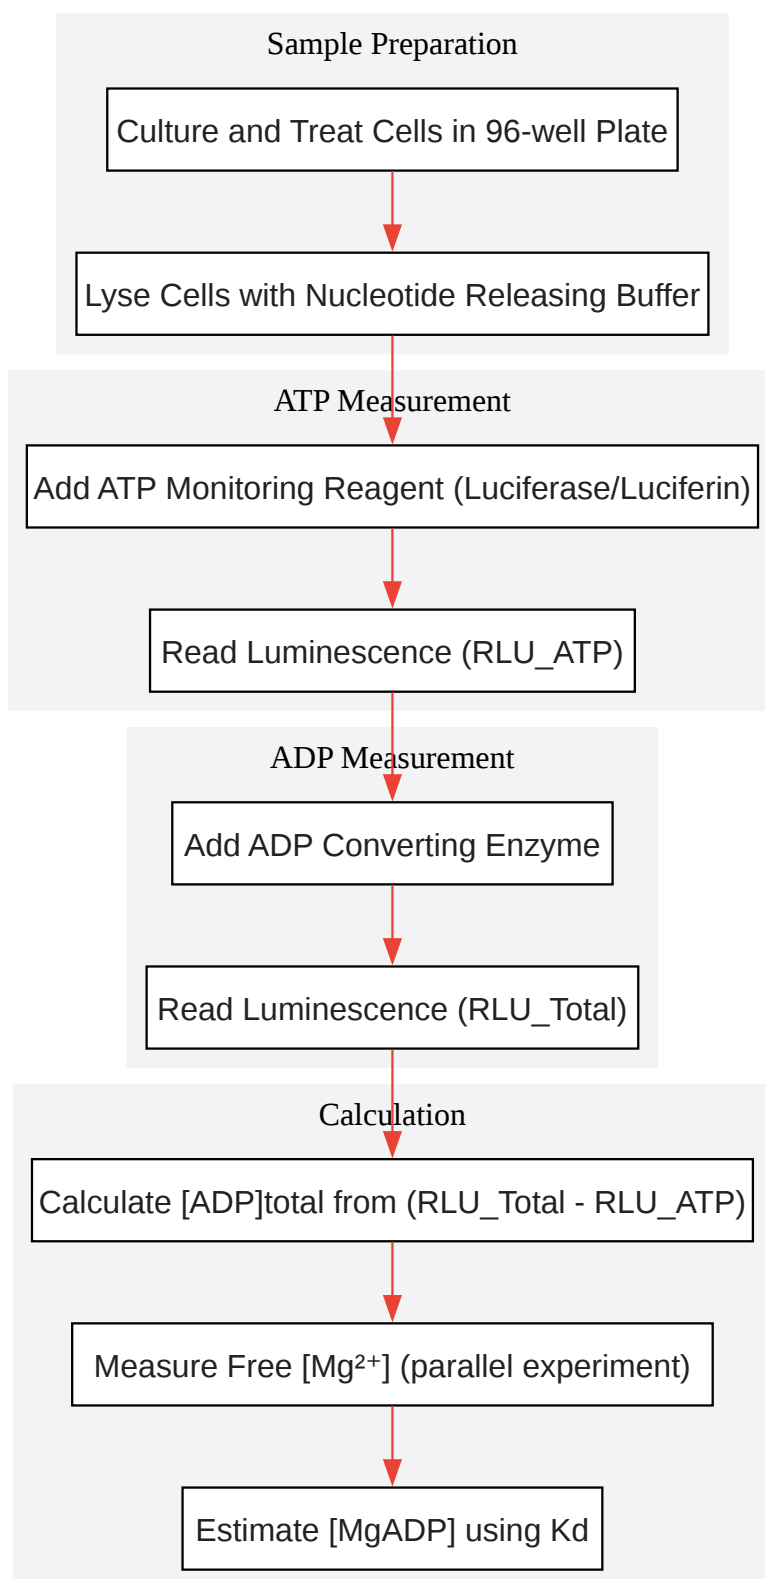 Sample Preparation
Culture and Treat Cells in 96-well Plate
Lyse Cells with Nucleotide Releasing Buffer
ATP Measurement
Add ATP Monitoring Reagent (Luciferase/Luciferin)
Read Luminescence (RLU_ATP)
ADP Measurement
Add ADP Converting Enzyme
Read Luminescence (RLU_Total)
Calculation
Calculate [ADP]total from (RLU_Total - RLU_ATP)
Measure Free [Mg²⁺] (parallel experiment)
Estimate [MgADP] using Kd